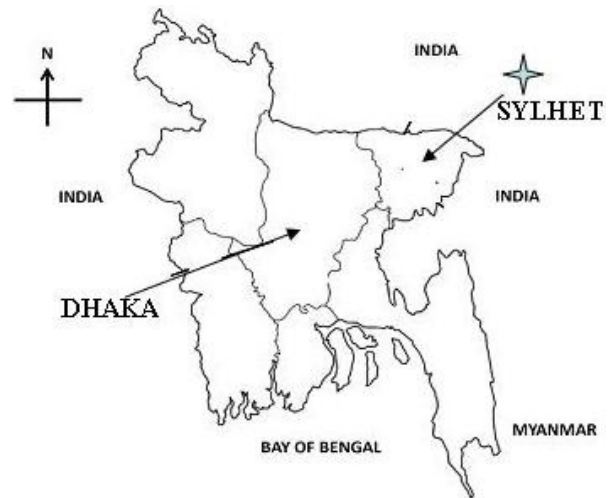 INDIA
N
SYLHET
INDIA
INDIA
DHAKA
MYANMAR
BAY OF BENGAL